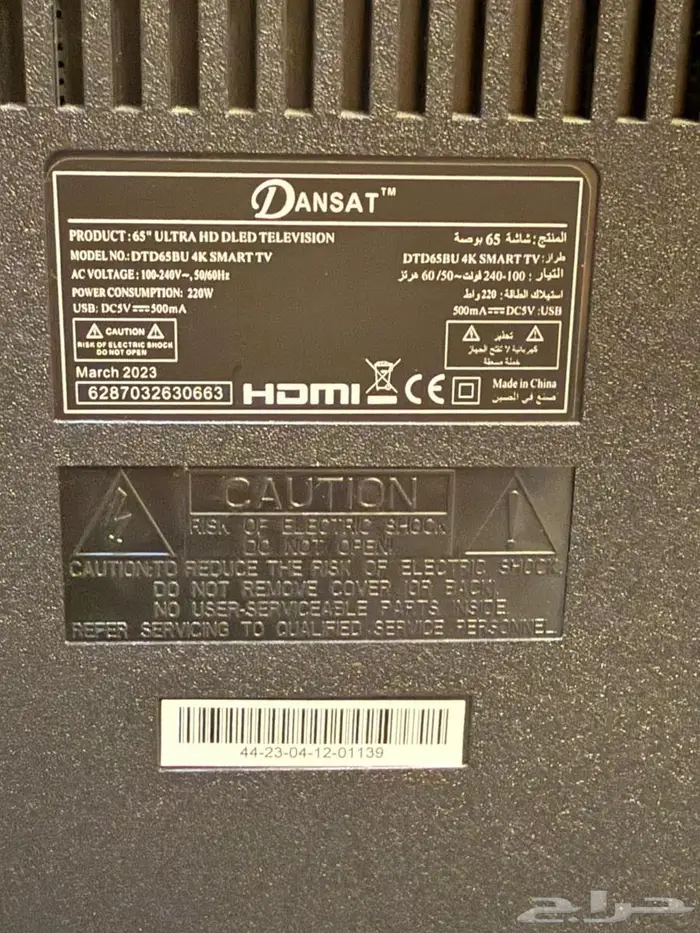 DANSAT™
PRODUCT: 65" ULTRA HD DLED TELEVISION
MODEL NO.: DTD65BU 4K SMART TV
AC VOLTAGE: 100-240V~, 50/60Hz
POWER CONSUMPTION: 220W
USB: DC5V⎓500mA
CAUTION
RISK OF ELECTRIC SHOCK
DO NOT OPEN
March 2023
6287032630663
المنتج: شاشة 65 بوصة
طراز: DTD65BU 4K SMART TV
التيار: 100-240 فولت~50/60 هرتز
استهلاك الطاقة: 220 واط
500mA⎓DC5V :USB
تحذير
كهربائية لا تفتح الجهاز
HDMI CE
Made in China
صنع في الصين
CAUTION
RISK OF ELECTRIC SHOCK
DO NOT OPEN!
CAUTION:TO REDUCE THE RISK OF ELECTRIC SHOCK,
DO NOT REMOVE COVER (OR BACK),
NO USER-SERVICEABLE PARTS INSIDE.
REFER SERVICING TO QUALIFIED SERVICE PERSONNEL.
44-23-04-12-01139
حراج